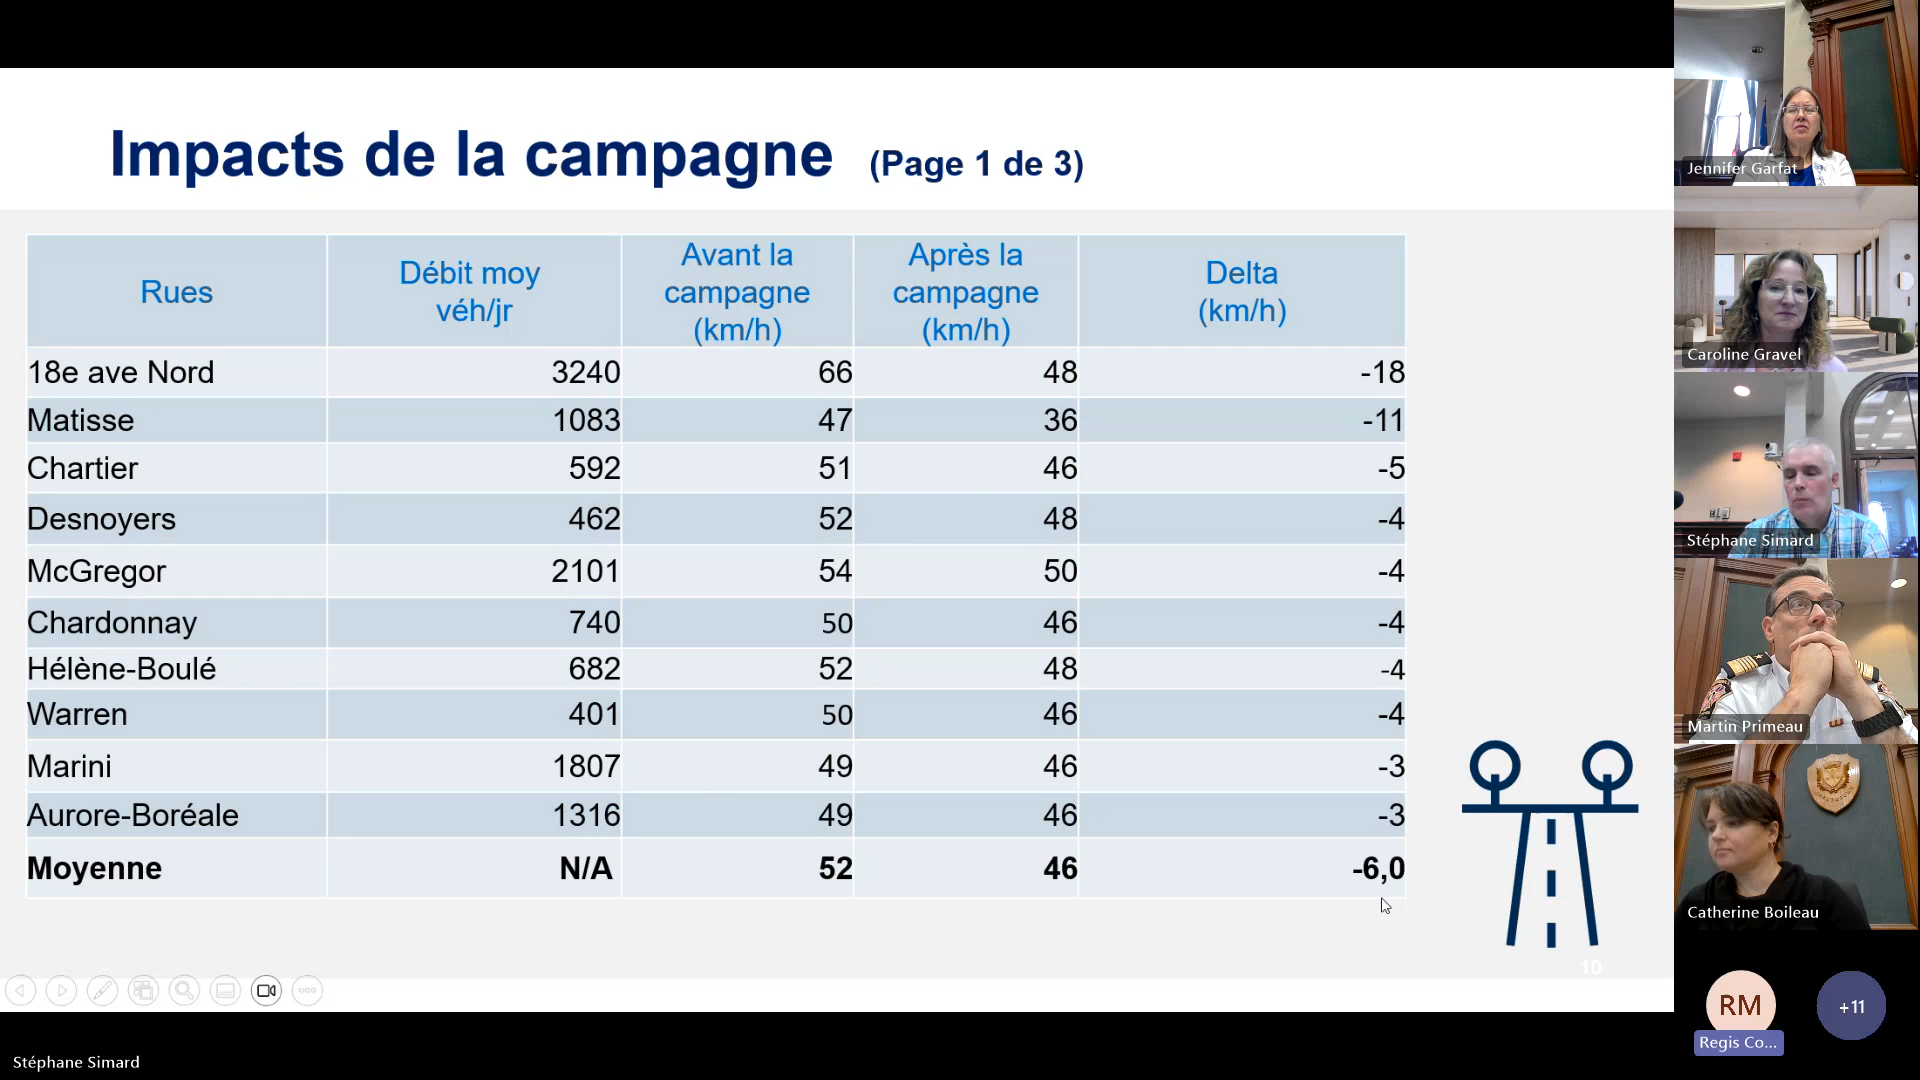 Impacts de la campagne (Page 1 de 3)
Rues
Débit moy
véh/jr
Avant la
campagne
(km/h)
Après la
campagne
(km/h)
Delta
(km/h)
18e ave Nord 3240 66 48 -18
Matisse 1083 47 36 -11
Chartier 592 51 46 -5
Desnoyers 462 52 48 -4
McGregor 2101 54 50 -4
Chardonnay 740 50 46 -4
Hélène-Boulé 682 52 48 -4
Warren 401 50 46 -4
Marini 1807 49 46 -3
Aurore-Boréale 1316 49 46 -3
Moyenne N/A 52 46 -6,0
10
Stéphane Simard
Jennifer Garfat
Caroline Gravel
Stéphane Simard
Martin Primeau
Catherine Boileau
RM
+11
Regis Co...